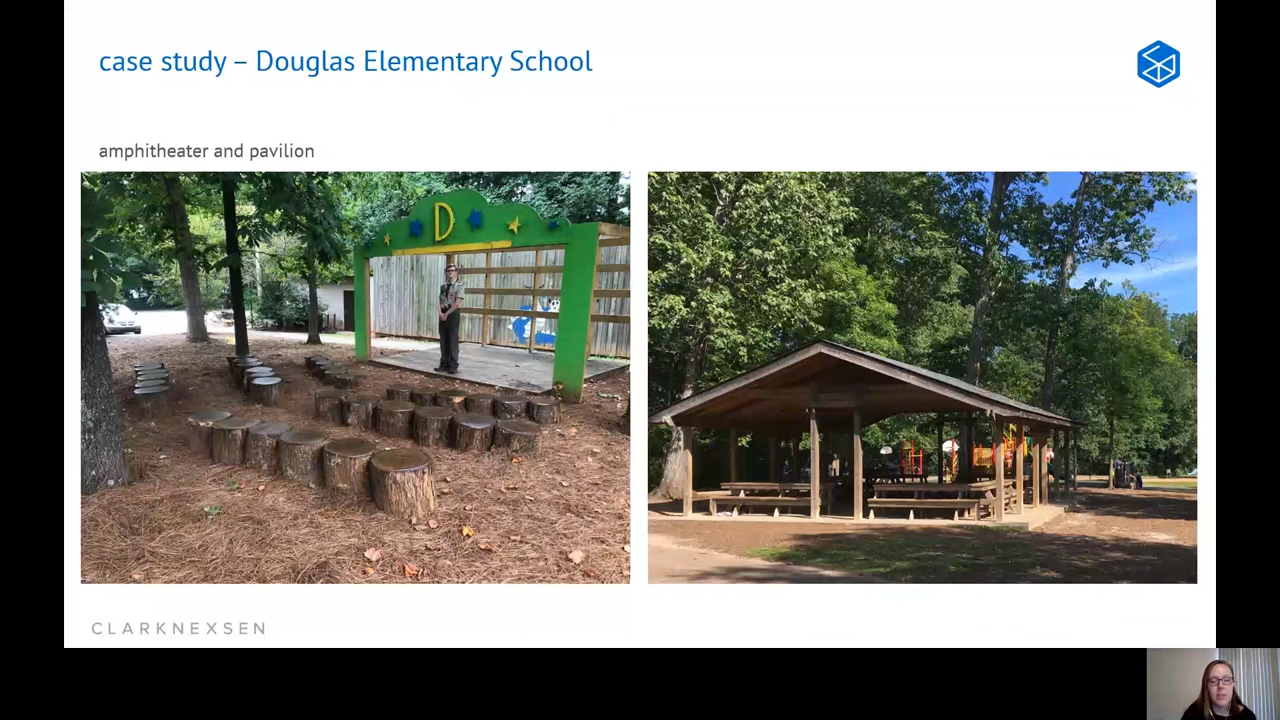 case study – Douglas Elementary School
amphitheater and pavilion
D
CLARKNEXSEN